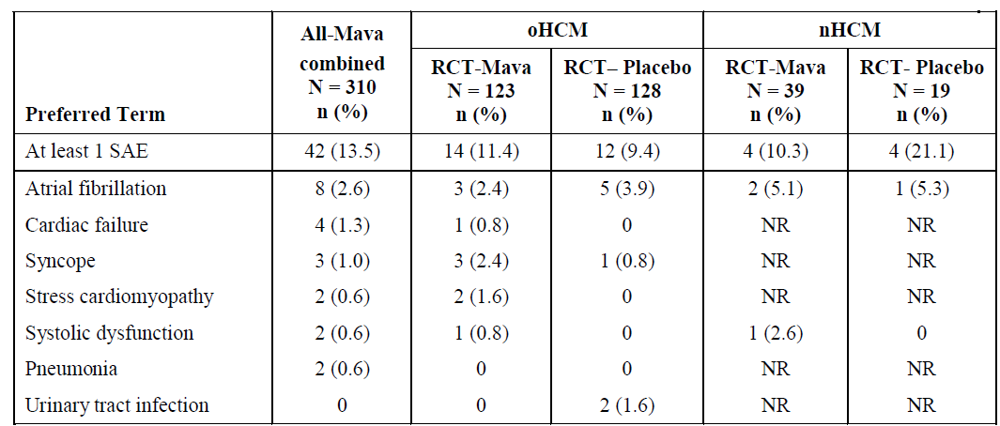 Preferred Term
All-Mava
combined
N = 310
n (%)
oHCM
nHCM
RCT-Mava
N = 123
n (%)
RCT– Placebo
N = 128
n (%)
RCT-Mava
N = 39
n (%)
RCT- Placebo
N = 19
n (%)
At least 1 SAE 42 (13.5) 14 (11.4) 12 (9.4) 4 (10.3) 4 (21.1)
Atrial fibrillation 8 (2.6) 3 (2.4) 5 (3.9) 2 (5.1) 1 (5.3)
Cardiac failure 4 (1.3) 1 (0.8) 0 NR NR
Syncope 3 (1.0) 3 (2.4) 1 (0.8) NR NR
Stress cardiomyopathy 2 (0.6) 2 (1.6) 0 NR NR
Systolic dysfunction 2 (0.6) 1 (0.8) 0 1 (2.6) 0
Pneumonia 2 (0.6) 0 0 NR NR
Urinary tract infection 0 0 2 (1.6) NR NR